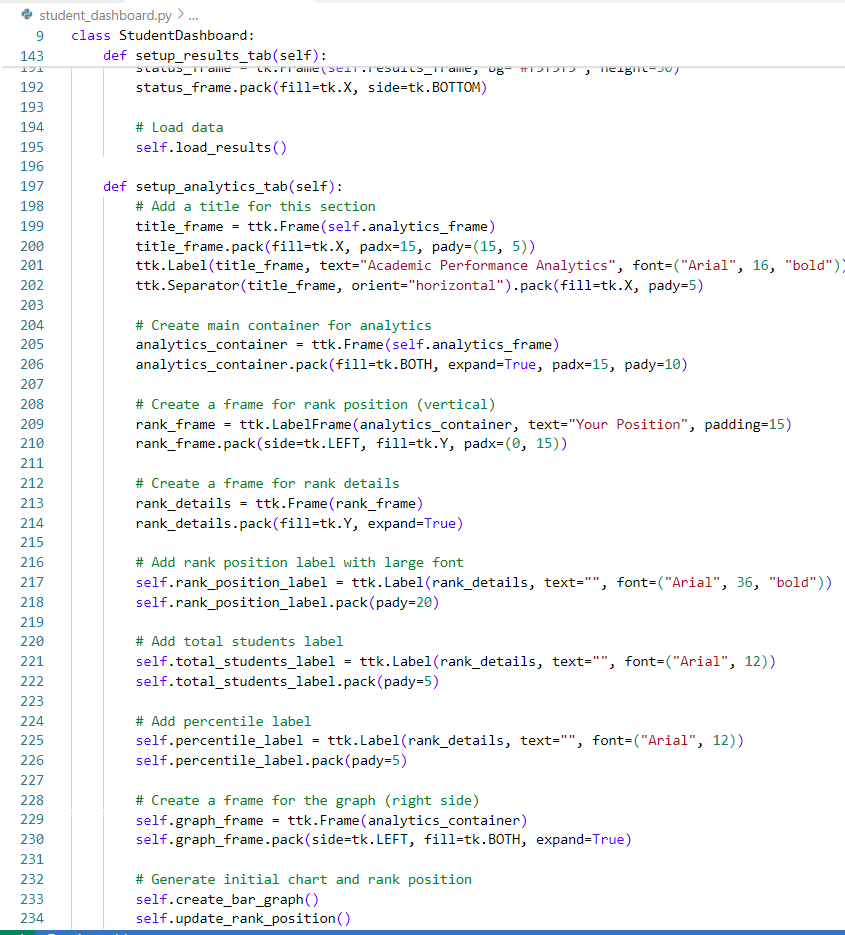 student_dashboard.py > ...
9 class StudentDashboard:
143 def setup_results_tab(self):
191 status_frame = tk.Frame(self.results_frame, bg="#f5f5f5", height=30)
192 status_frame.pack(fill=tk.X, side=tk.BOTTOM)
193
194 # Load data
195 self.load_results()
196
197 def setup_analytics_tab(self):
198 # Add a title for this section
199 title_frame = ttk.Frame(self.analytics_frame)
200 title_frame.pack(fill=tk.X, padx=15, pady=(15, 5))
201 ttk.Label(title_frame, text="Academic Performance Analytics", font=("Arial", 16, "bold"))
202 ttk.Separator(title_frame, orient="horizontal").pack(fill=tk.X, pady=5)
203
204 # Create main container for analytics
205 analytics_container = ttk.Frame(self.analytics_frame)
206 analytics_container.pack(fill=tk.BOTH, expand=True, padx=15, pady=10)
207
208 # Create a frame for rank position (vertical)
209 rank_frame = ttk.LabelFrame(analytics_container, text="Your Position", padding=15)
210 rank_frame.pack(side=tk.LEFT, fill=tk.Y, padx=(0, 15))
211
212 # Create a frame for rank details
213 rank_details = ttk.Frame(rank_frame)
214 rank_details.pack(fill=tk.Y, expand=True)
215
216 # Add rank position label with large font
217 self.rank_position_label = ttk.Label(rank_details, text="", font=("Arial", 36, "bold"))
218 self.rank_position_label.pack(pady=20)
219
220 # Add total students label
221 self.total_students_label = ttk.Label(rank_details, text="", font=("Arial", 12))
222 self.total_students_label.pack(pady=5)
223
224 # Add percentile label
225 self.percentile_label = ttk.Label(rank_details, text="", font=("Arial", 12))
226 self.percentile_label.pack(pady=5)
227
228 # Create a frame for the graph (right side)
229 self.graph_frame = ttk.Frame(analytics_container)
230 self.graph_frame.pack(side=tk.LEFT, fill=tk.BOTH, expand=True)
231
232 # Generate initial chart and rank position
233 self.create_bar_graph()
234 self.update_rank_position()